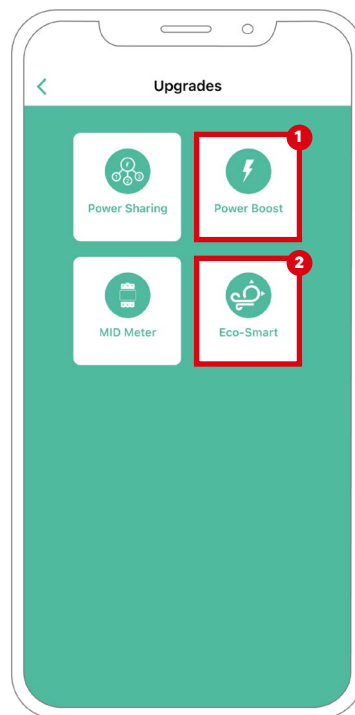 Upgrades
1
Power Sharing
Power Boost
2
MID Meter
Eco-Smart